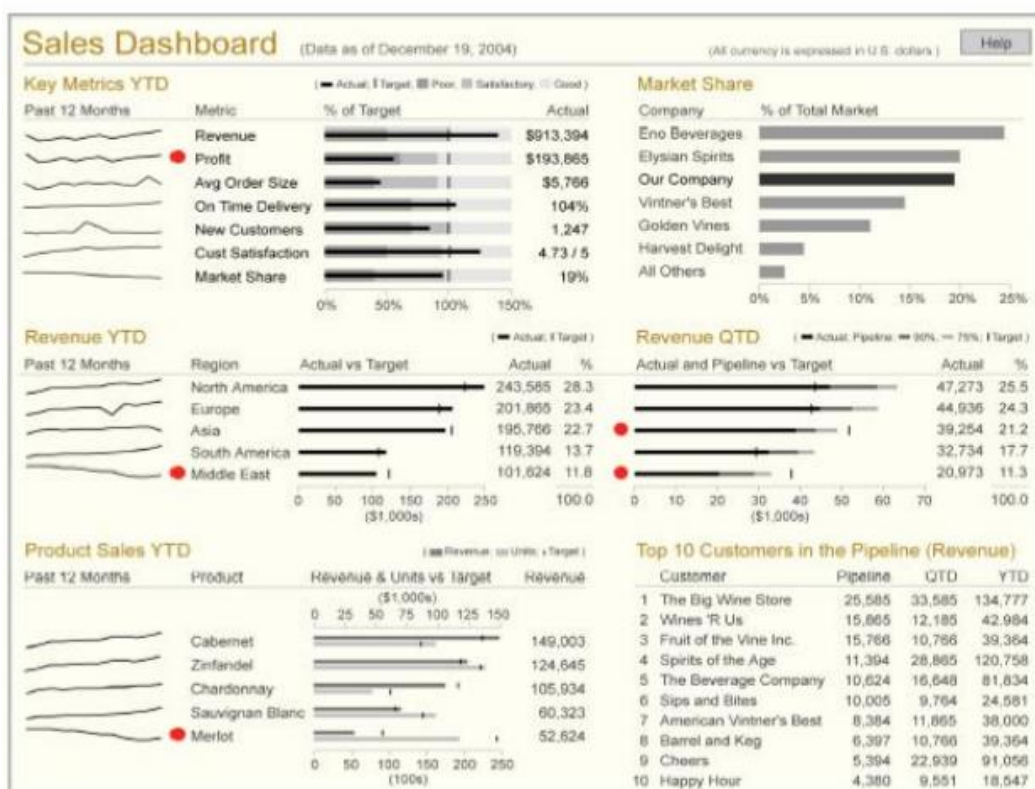 Sales Dashboard (Data as of December 19, 2004) (All currency is expressed in U.S. dollars) Help
Key Metrics YTD ( Actual; Target; Poor; Satisfactory; Good )
Past 12 Months Metric % of Target Actual
Revenue $913,394
Profit $193,865
Avg Order Size $5,766
On Time Delivery 104%
New Customers 1,247
Cust Satisfaction 4.73 / 5
Market Share 19%
0% 50% 100% 150%
Market Share
Company % of Total Market
Eno Beverages
Elysian Spirits
Our Company
Vintner's Best
Golden Vines
Harvest Delight
All Others
0% 5% 10% 15% 20% 25%
Revenue YTD ( Actual; Target )
Past 12 Months Region Actual vs Target Actual %
North America 243,585 28.3
Europe 201,865 23.4
Asia 195,766 22.7
South America 119,394 13.7
Middle East 101,624 11.8
0 50 100 150 200 250 100.0
($1,000s)
Revenue QTD ( Actual; Pipeline: 90%, 75%; Target )
Actual and Pipeline vs Target Actual %
47,273 25.5
44,936 24.3
39,254 21.2
32,734 17.7
20,973 11.3
0 10 20 30 40 50 60 70 100.0
($1,000s)
Product Sales YTD ( Revenue; Units; Target )
Past 12 Months Product Revenue & Units vs Target Revenue
($1,000s)
0 25 50 75 100 125 150
Cabernet 149,003
Zinfandel 124,645
Chardonnay 105,934
Sauvignan Blanc 60,323
Merlot 52,624
0 50 100 150 200 250
(100s)
Top 10 Customers in the Pipeline (Revenue)
Customer Pipeline QTD YTD
1 The Big Wine Store 25,585 33,585 134,777
2 Wines 'R Us 15,865 12,185 42,984
3 Fruit of the Vine Inc. 15,766 10,766 39,364
4 Spirits of the Age 11,394 28,865 120,758
5 The Beverage Company 10,624 16,648 81,834
6 Sips and Bites 10,005 9,764 24,581
7 American Vintner's Best 8,384 11,865 38,000
8 Barrel and Keg 6,397 10,766 39,364
9 Cheers 5,394 22,939 91,056
10 Happy Hour 4,380 9,551 18,547